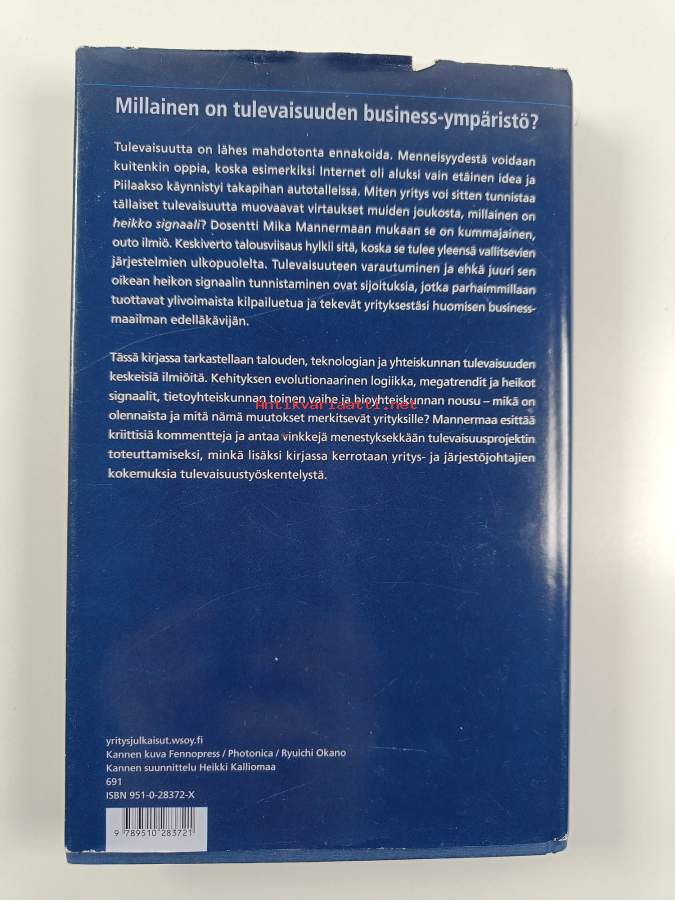 Millainen on tulevaisuuden business-ympäristö?
Tulevaisuutta on lähes mahdotonta ennakoida. Menneisyydestä voidaan
kuitenkin oppia, koska esimerkiksi Internet oli aluksi vain etäinen idea ja
Piilaakso käynnistyi takapihan autotalleissa. Miten yritys voi sitten tunnistaa
tällaiset tulevaisuutta muovaavat virtaukset muiden joukosta, millainen on
heikko signaali? Dosentti Mika Mannermaan mukaan se on kummajainen,
outo ilmiö. Keskiverto talousviisaus hylkii sitä, koska se tulee yleensä vallitsevien
järjestelmien ulkopuolelta. Tulevaisuuteen varautuminen ja ehkä juuri sen
oikean heikon signaalin tunnistaminen ovat sijoituksia, jotka parhaimmillaan
tuottavat ylivoimaista kilpailuetua ja tekevät yrityksestäsi huomisen business-
maailman edelläkävijän.
Tässä kirjassa tarkastellaan talouden, teknologian ja yhteiskunnan tulevaisuuden
keskeisiä ilmiöitä. Kehityksen evolutionaarinen logiikka, megatrendit ja heikot
signaalit, tietoyhteiskunnan toinen vaihe ja bioyhteiskunnan nousu – mikä on
Antikvariaatti.net
olennaista ja mitä nämä muutokset merkitsevät yrityksille? Mannermaa esittää
kriittisiä kommentteja ja antaa vinkkejä menestyksekkään tulevaisuusprojektin
toteuttamiseksi, minkä lisäksi kirjassa kerrotaan yritys- ja järjestöjohtajien
kokemuksia tulevaisuustyöskentelystä.
yritysjulkaisut.wsoy.fi
Kannen kuva Fennopress / Photonica / Ryuichi Okano
Kannen suunnittelu Heikki Kalliomaa
691
ISBN 951-0-28372-X
9 789510 283721